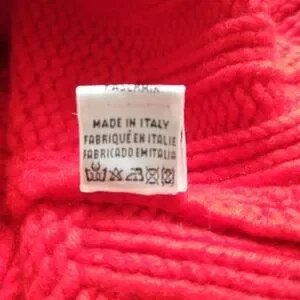 MADE IN ITALY
FABRIQUÉ EN ITALIE
FABRICADO EM ITALIA